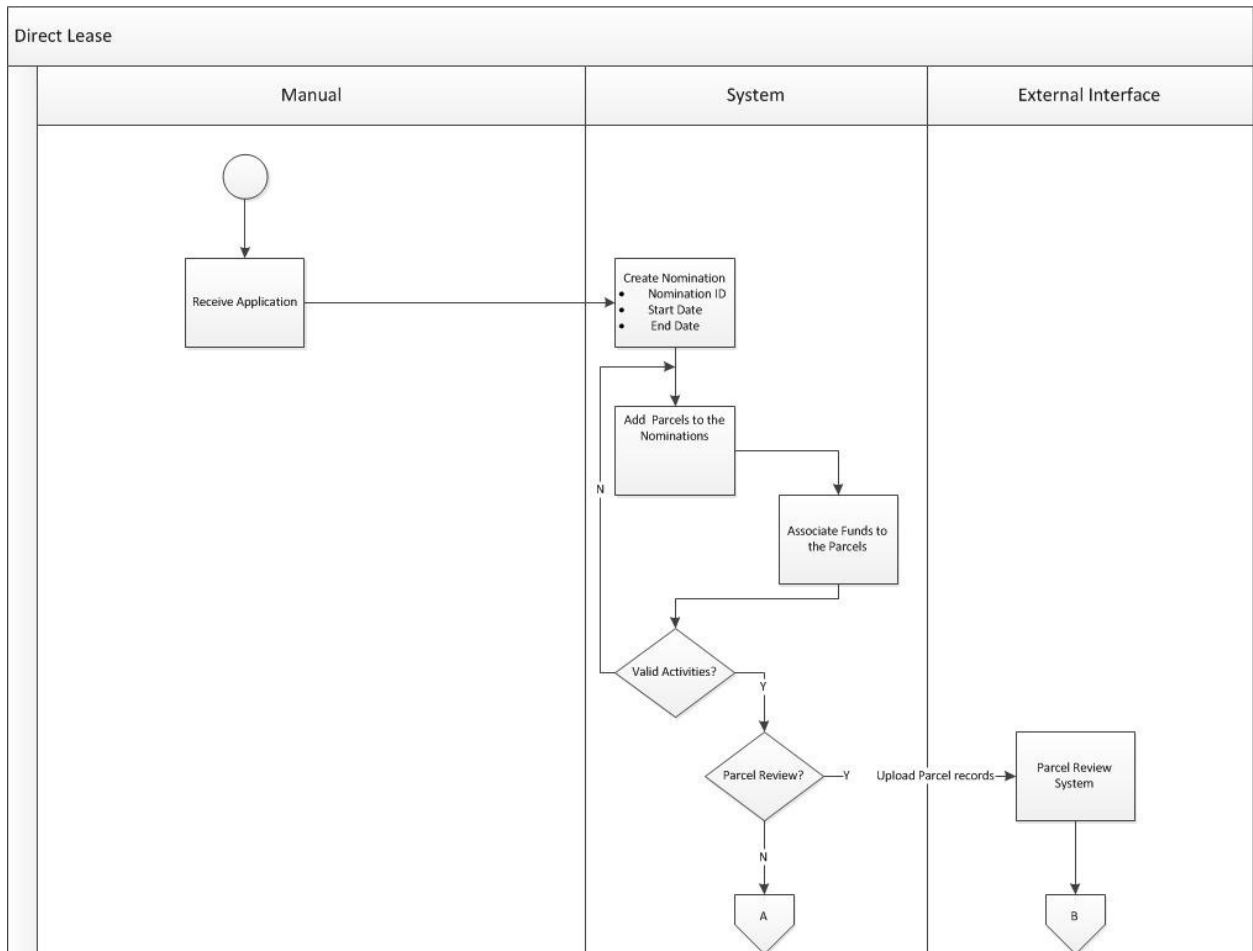 Direct Lease
Manual
System
External Interface
Receive Application
Create Nomination
• Nomination ID
• Start Date
• End Date
Add Parcels to the
Nominations
N
Associate Funds to
the Parcels
Valid Activities?
Y
Parcel Review?
Y
Upload Parcel records
Parcel Review
System
N
A
B